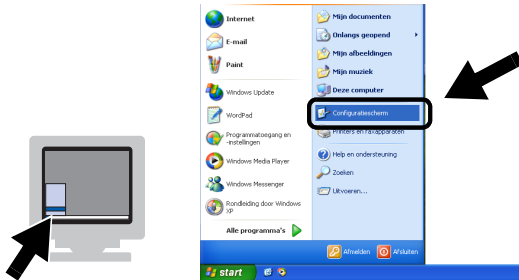 Internet
E-mail
Paint
Windows Update
WordPad
Programmatoegang en
-instellingen
Windows Media Player
Windows Messenger
Rondleiding door Windows
XP
Alle programma's
Mijn documenten
Onlangs geopend
Mijn afbeeldingen
Mijn muziek
Deze computer
Configuratiescherm
Printers en faxapparaten
Help en ondersteuning
Zoeken
Uitvoeren...
Afmelden
Afsluiten
start